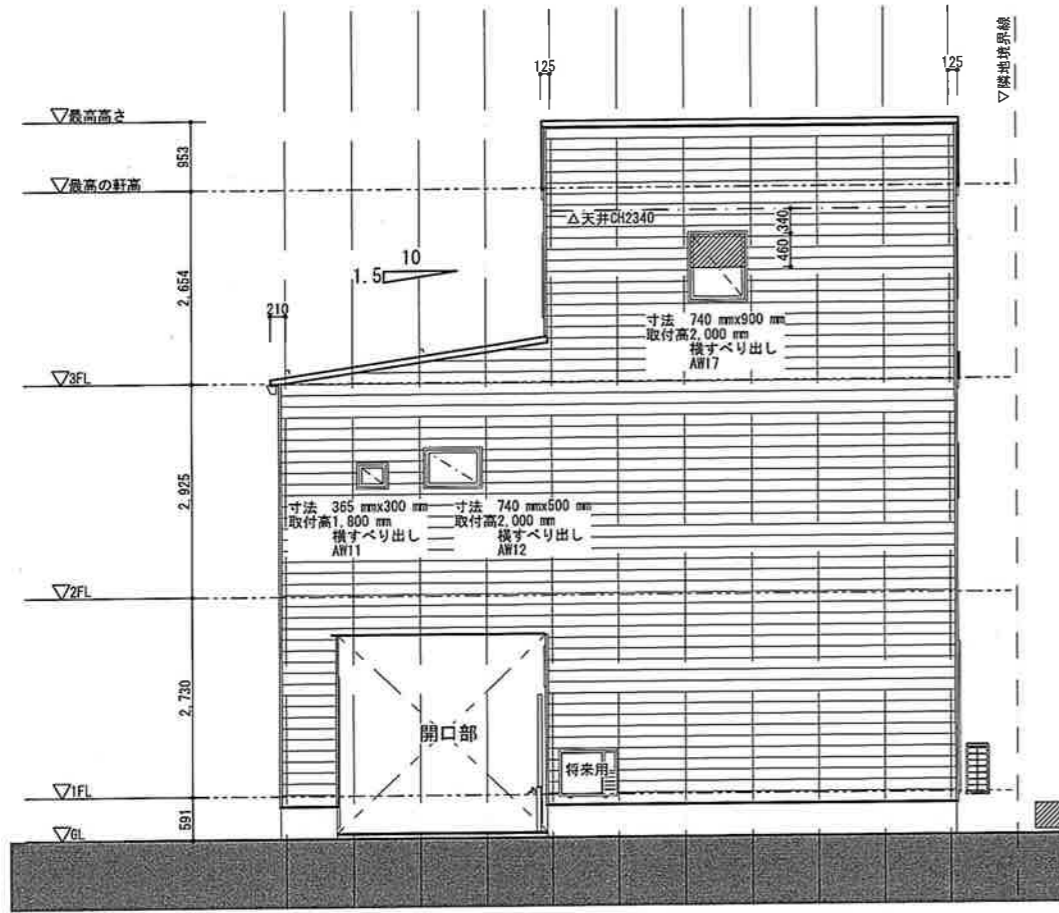 125
125
▽隣地境界線
▽最高高さ
953
▽最高の軒高
△天井CH2340
340
460
10
1.5
2,654
210
寸法 740 mmx900 mm
取付高2,000 mm
横すべり出し
AW17
▽3FL
2,925
寸法 365 mmx300 mm
取付高1,800 mm
横すべり出し
AW11
寸法 740 mmx500 mm
取付高2,000 mm
横すべり出し
AW12
▽2FL
2,730
開口部
将来用
▽1FL
591
▽GL